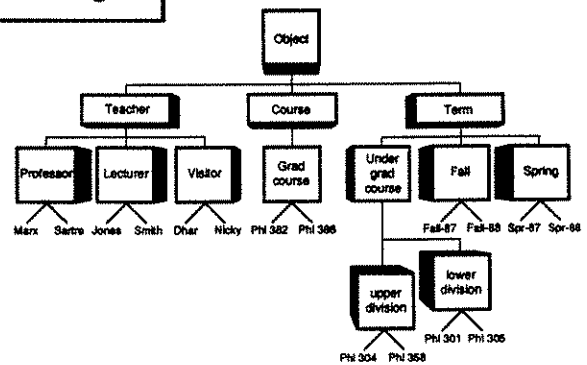 Object
Teacher
Course
Term
Professor
Lecturer
Visitor
Grad
course
Under
grad
course
Fall
Spring
Marx
Sartre
Jones
Smith
Dhar
Nicky
Phl 382
Phl 386
Fall-87
Fall-88
Spr-87
Spr-88
upper
division
lower
division
Phl 304
Phl 358
Phl 301
Phl 305